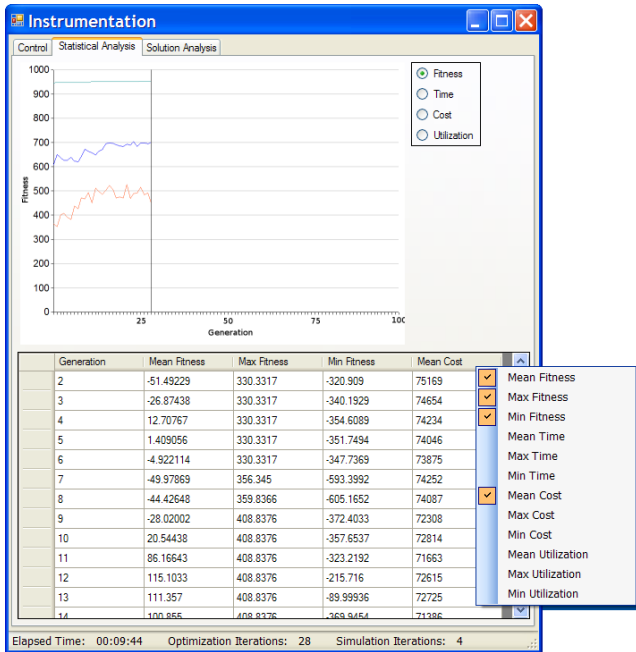 Instrumentation
Control Statistical Analysis Solution Analysis
1000
900
800
700
600
500
400
300
200
100
0
Fitness
25 50 75 100
Generation
Fitness
Time
Cost
Utilization
Generation Mean Fitness Max Fitness Min Fitness Mean Cost
2 -51.49229 330.3317 -320.909 75169
3 -26.87438 330.3317 -340.1929 74654
4 12.70767 330.3317 -354.6089 74234
5 1.409056 330.3317 -351.7494 74046
6 -4.922114 330.3317 -347.7369 73875
7 -49.97869 356.345 -593.3992 74252
8 -44.42648 359.8366 -605.1652 74087
9 -28.02002 408.8376 -372.4033 72308
10 20.54438 408.8376 -357.6537 72814
11 86.16643 408.8376 -323.2192 71663
12 115.1033 408.8376 -215.716 72615
13 111.357 408.8376 -89.99936 72725
14 100.855 408.8376 -369.9454 71386
Mean Fitness
Max Fitness
Min Fitness
Mean Time
Max Time
Min Time
Mean Cost
Max Cost
Min Cost
Mean Utilization
Max Utilization
Min Utilization
Elapsed Time: 00:09:44 Optimization Iterations: 28 Simulation Iterations: 4